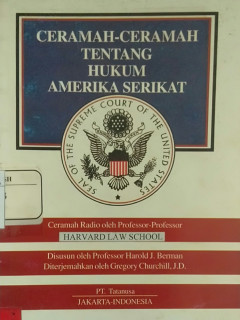 CERAMAH-CERAMAH
TENTANG
HUKUM
AMERIKA SERIKAT
SEAL OF THE SUPREME COURT OF THE UNITED STATES
Ceramah Radio oleh Professor-Professor
HARVARD LAW SCHOOL
Disusun oleh Professor Harold J. Berman
Diterjemahkan oleh Gregory Churchill, J.D.
PT. Tatanusa
JAKARTA-INDONESIA